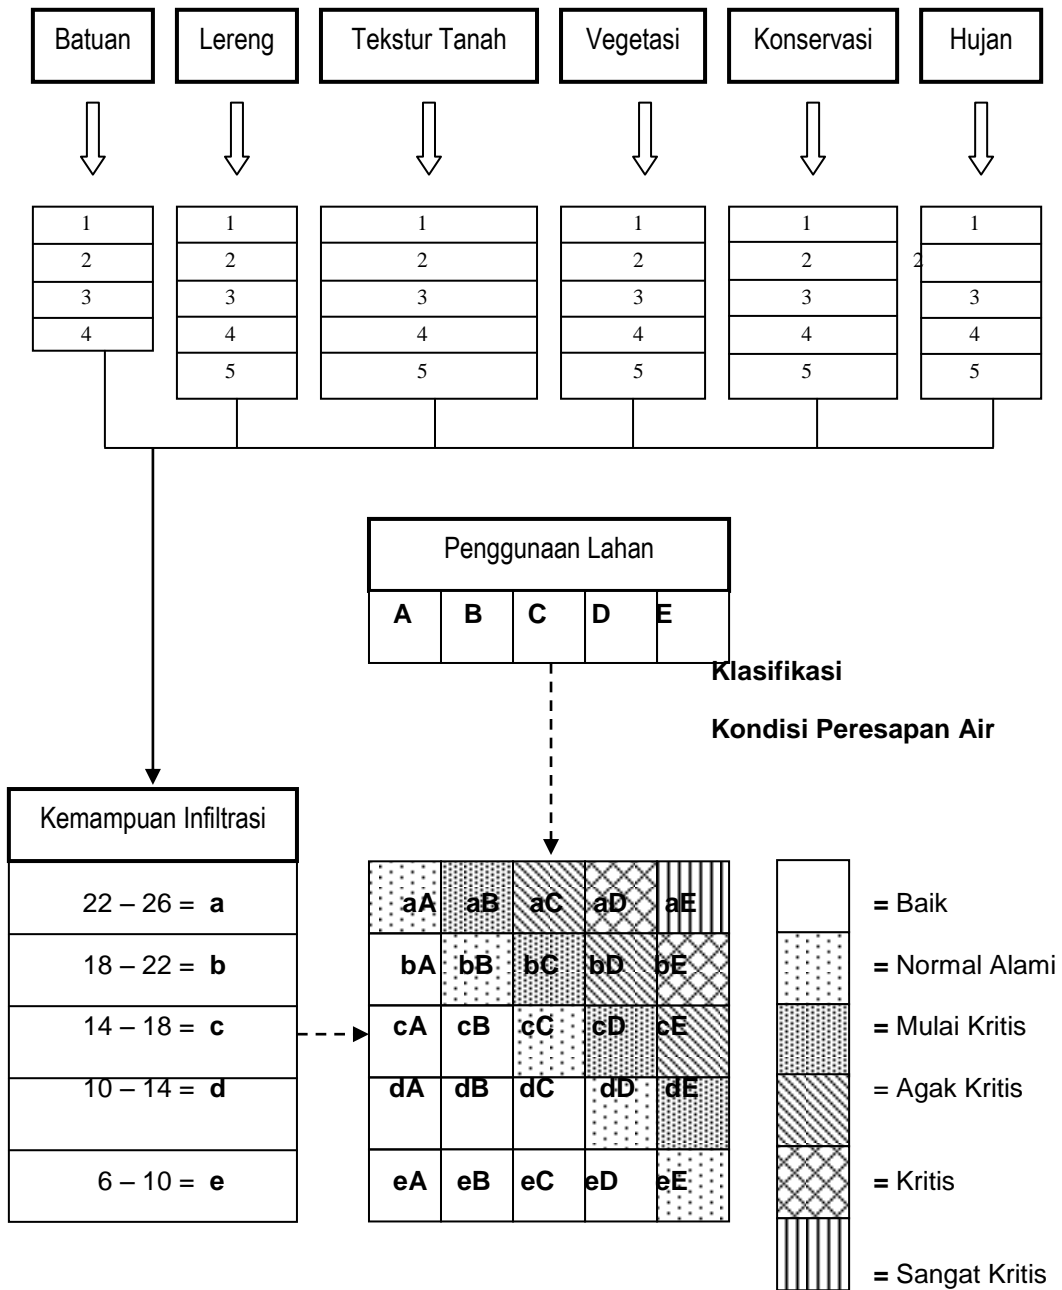 Batuan Lereng Tekstur Tanah Vegetasi Konservasi Hujan
1 1 1 1 1 1
2 2 2 2 2 2
3 3 3 3 3 3
4 4 4 4 4 4
5 5 5 5 5
Penggunaan Lahan
A B C D E
Klasifikasi
Kondisi Peresapan Air
Kemampuan Infiltrasi
22 – 26 = a aA aB aC aD aE = Baik
18 – 22 = b bA bB bC bD bE = Normal Alami
14 – 18 = c cA cB cC cD cE = Mulai Kritis
10 – 14 = d dA dB dC dD dE = Agak Kritis
6 – 10 = e eA eB eC eD eE = Kritis
= Sangat Kritis